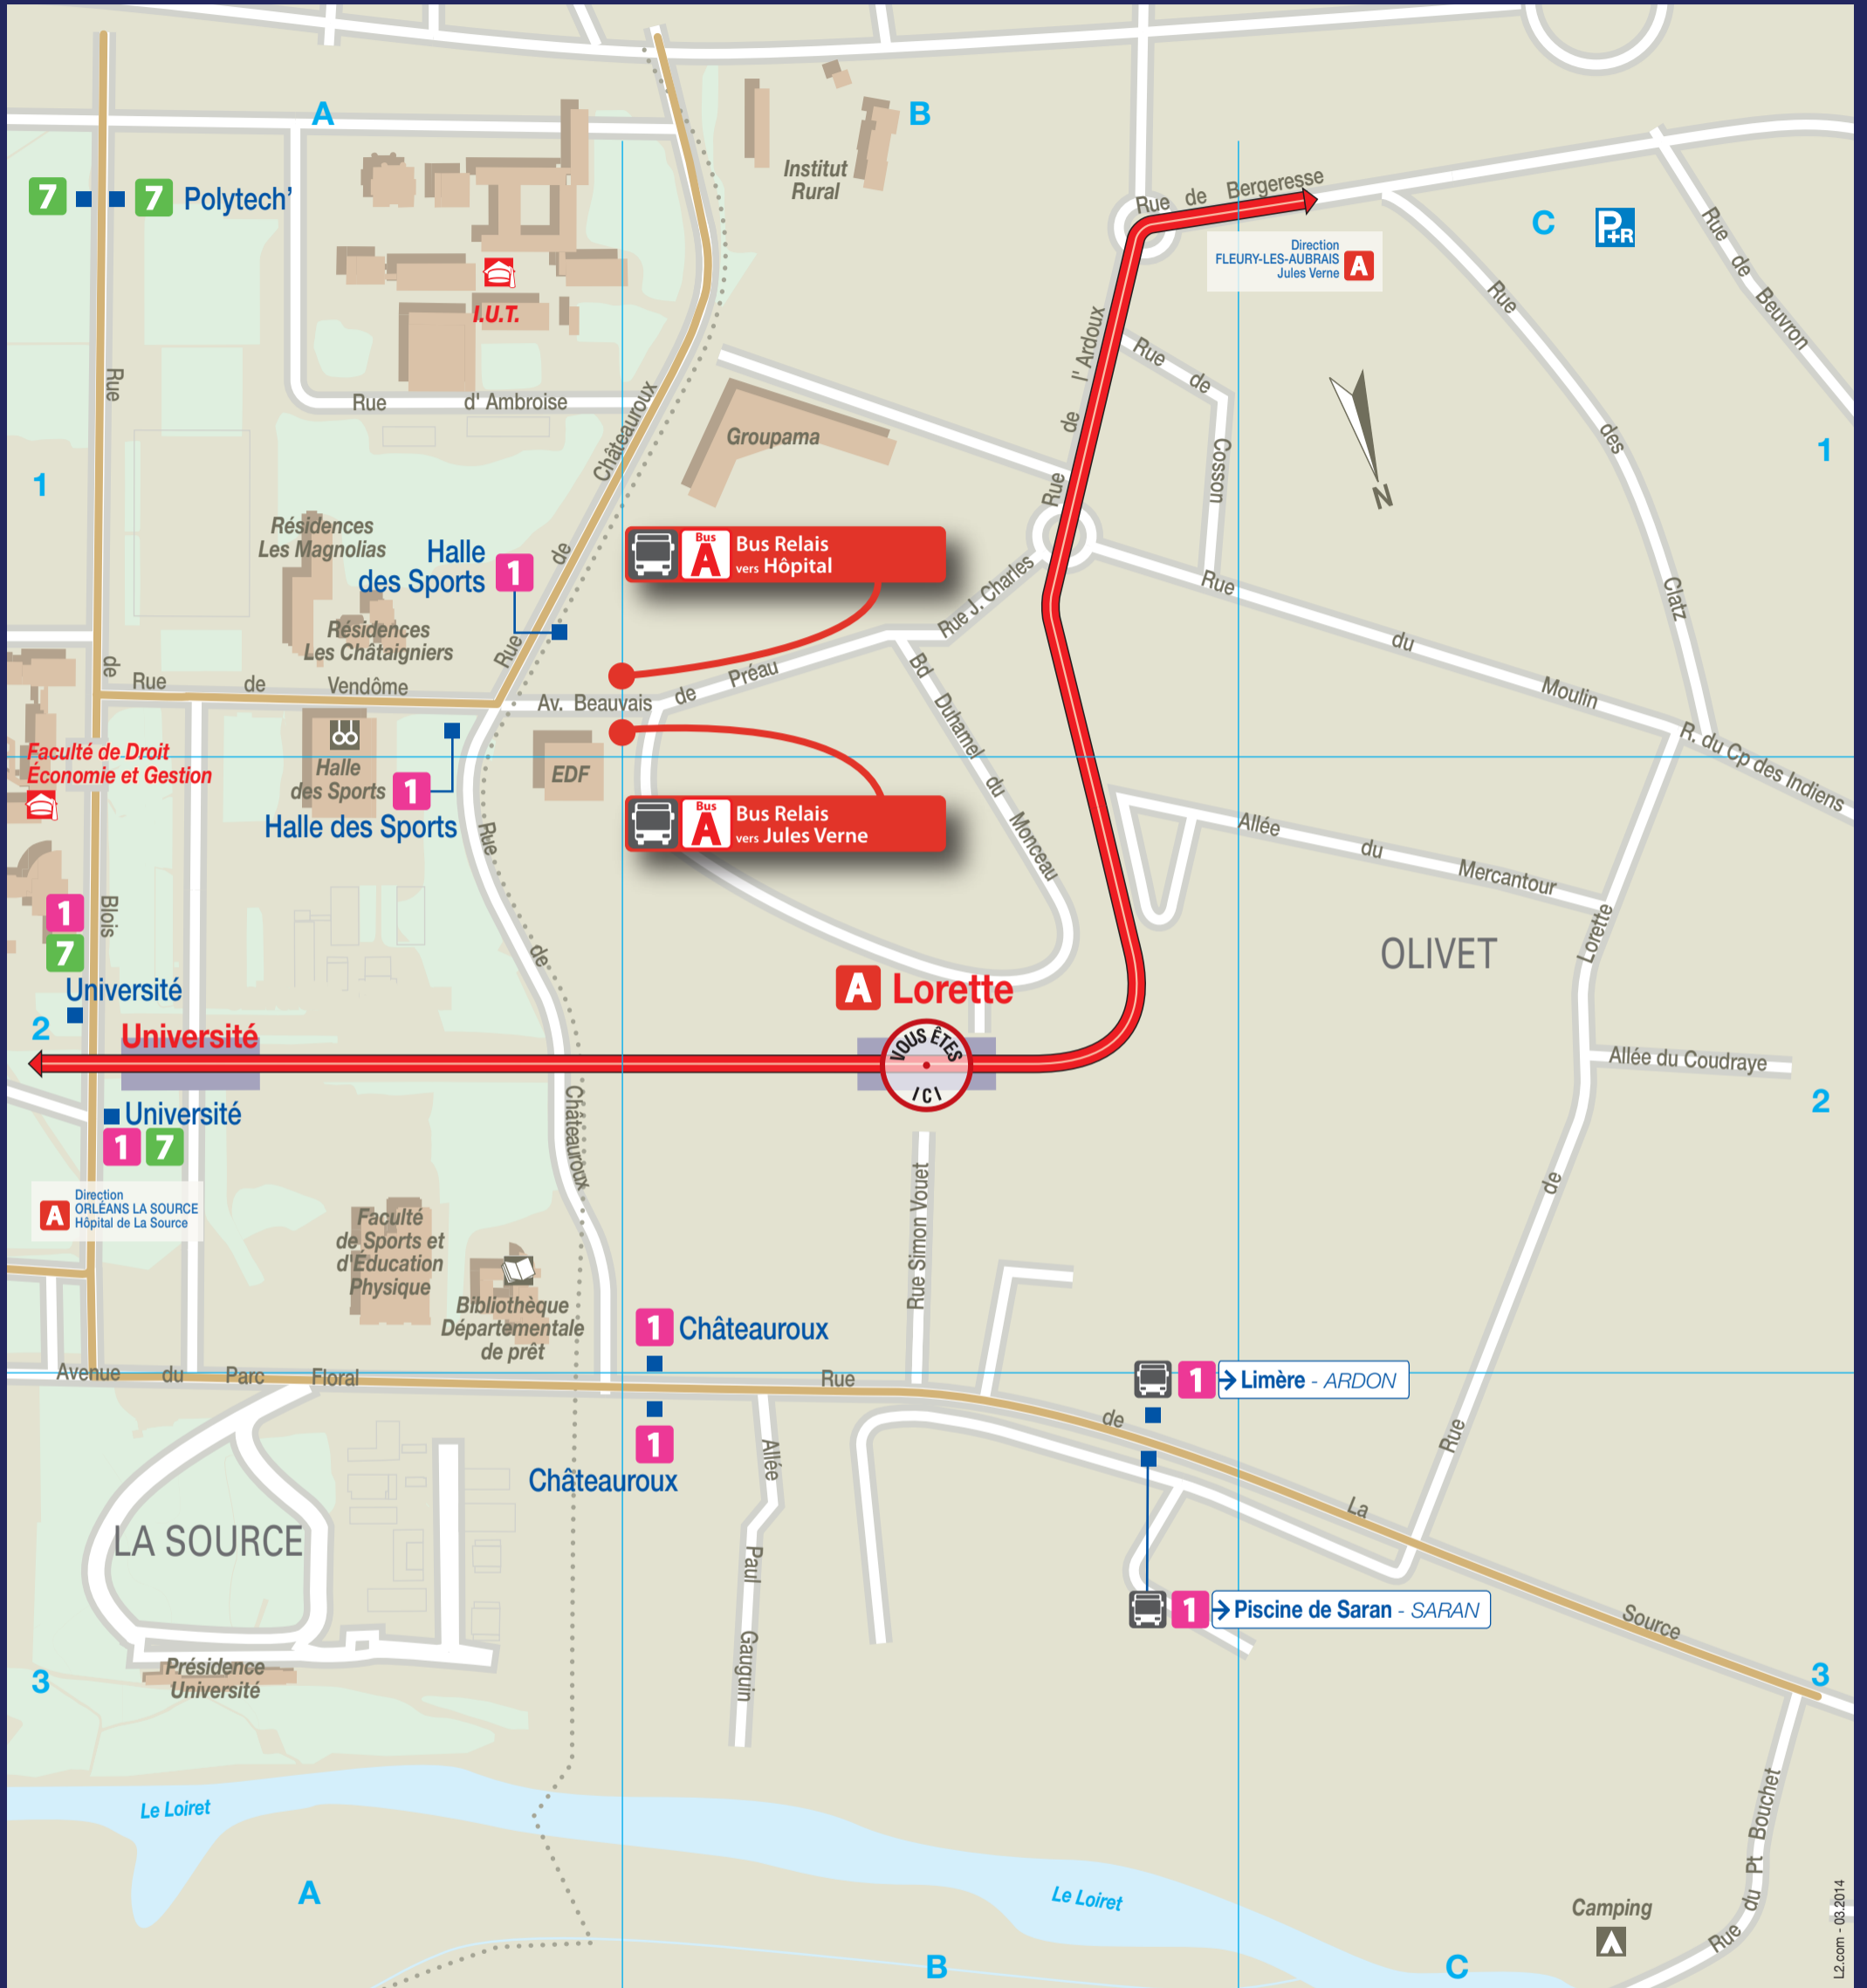 A
B
Institut
Rural
7
7
Polytech'
Rue de Bergeresse
C
P+R
Rue de Beuvron
Direction
FLEURY-LES-AUBRAIS
Jules Verne
A
I.U.T.
Rue de l' Ardoux
Rue des Clatz
Rue de Cosson
Rue de Blois
Rue d' Ambroise
Rue de Châteauroux
Groupama
1
1
N
Résidences
Les Magnolias
Halle
des Sports
1
Bus
A
Bus Relais
vers Hôpital
Rue J. Charles
Rue du Moulin
Résidences
Les Châtaigniers
Rue de Vendôme
Av. Beauvais de Préau
Bd Duhamel du Monceau
R. du Cp des Indiens
Faculté de Droit
Économie et Gestion
Halle
des Sports
1
Halle des Sports
EDF
Bus
A
Bus Relais
vers Jules Verne
Allée du Mercantour
1
7
Université
OLIVET
Rue de Lorette
A
Lorette
2
Université
VOUS ÊTES
ICI
Allée du Coudraye
2
Université
1
7
Rue de Châteauroux
A
Direction
ORLÉANS LA SOURCE
Hôpital de La Source
Rue Simon Vouet
Faculté
de Sports et
d'Éducation
Physique
Bibliothèque
Départementale
de prêt
1
Châteauroux
Avenue du Parc Floral
Rue de La Source
1
→ Limère - ARDON
1
Châteauroux
Allée Paul Gauguin
LA SOURCE
1
→ Piscine de Saran - SARAN
Présidence
Université
3
3
Le Loiret
Rue du Pt Bouchet
A
Le Loiret
Camping
B
C
L2.com - 03.2014